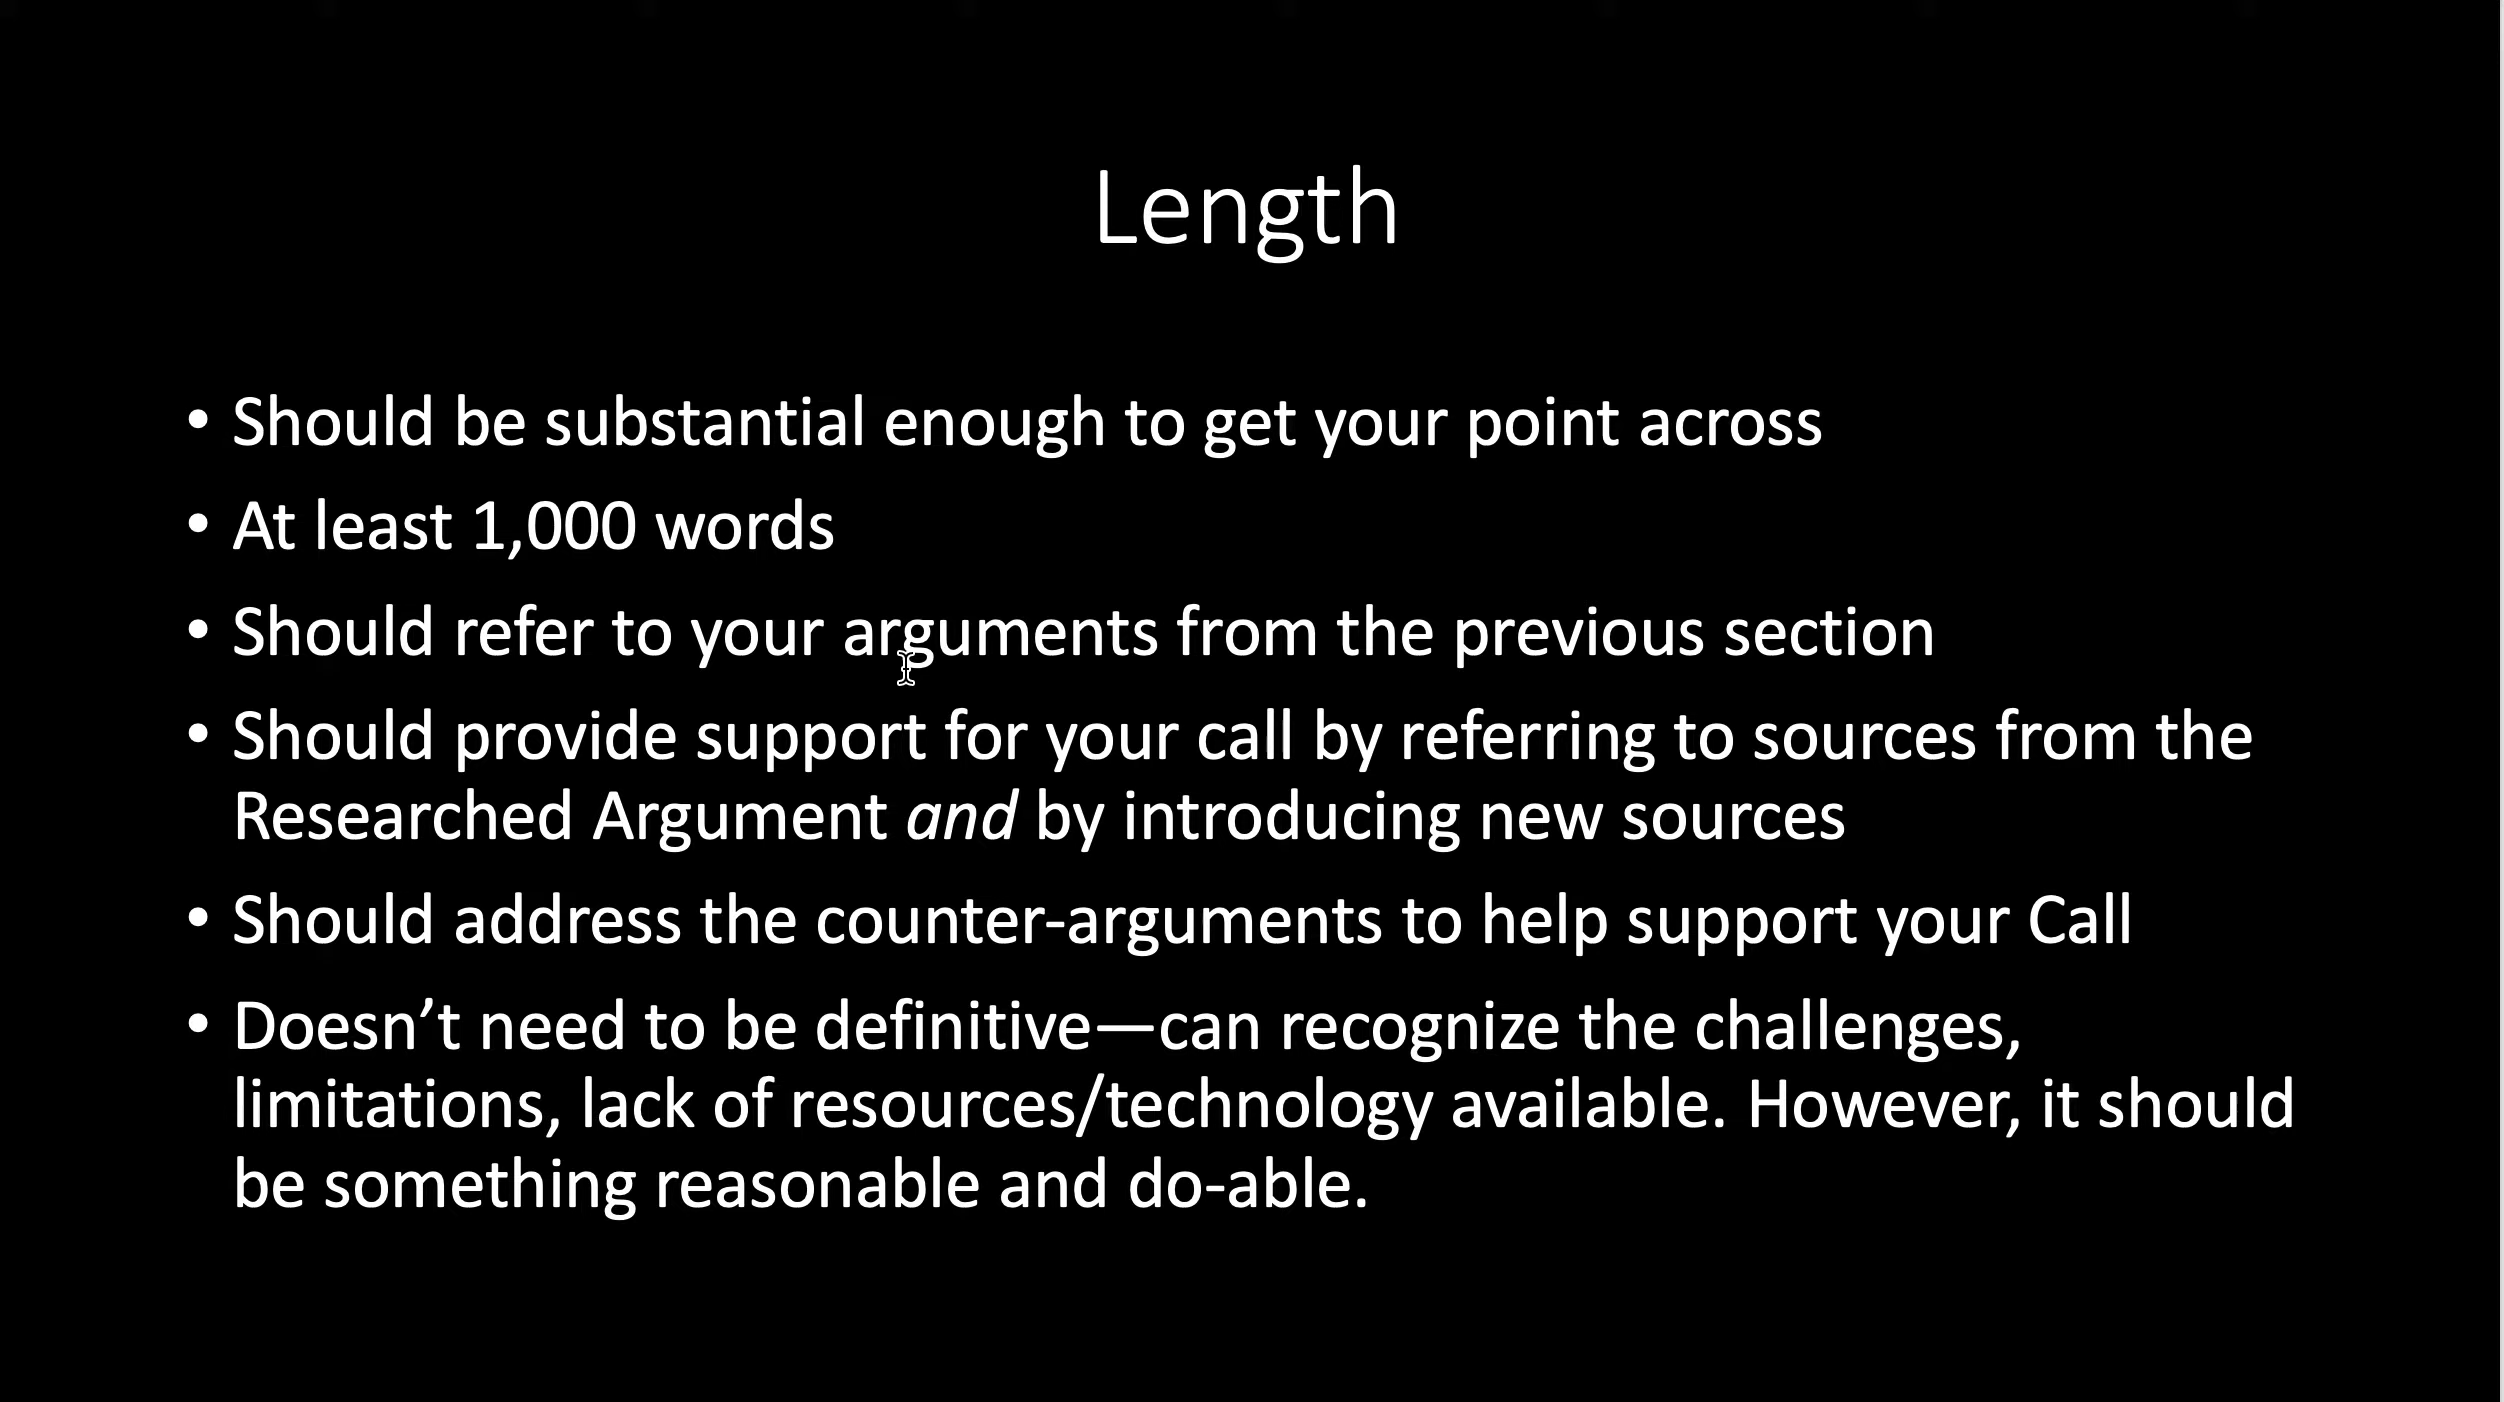 Length
• Should be substantial enough to get your point across
• At least 1,000 words
• Should refer to your arguments from the previous section
• Should provide support for your call by referring to sources from the
Researched Argument and by introducing new sources
• Should address the counter-arguments to help support your Call
• Doesn’t need to be definitive—can recognize the challenges,
limitations, lack of resources/technology available. However, it should
be something reasonable and do-able.